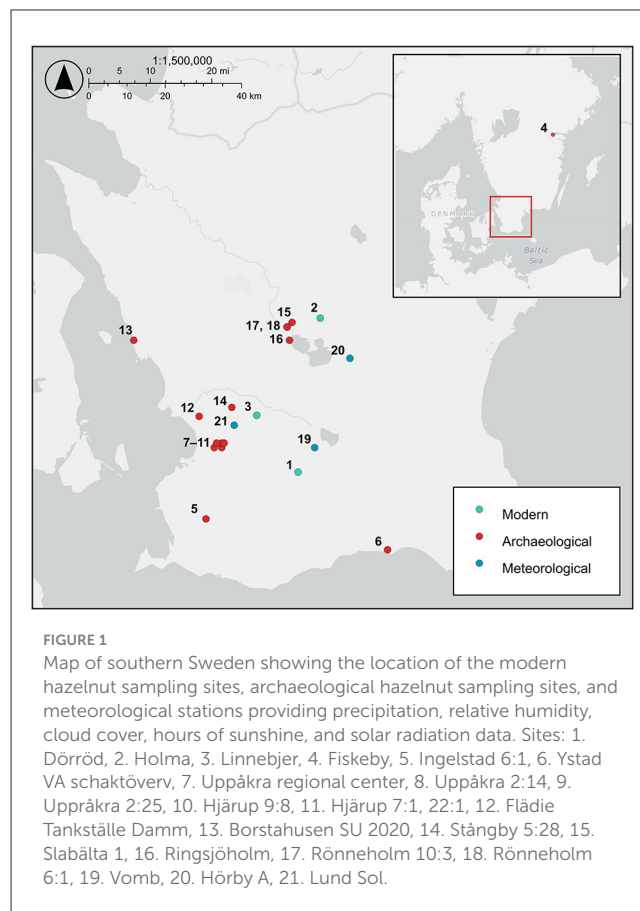 1:1,500,000
0 5 10 20 mi
0 10 20 40 km
4
DENMARK
Baltic
Sea
15
2
17, 18
13
16
20
14
12
3
21
7–11
19
1
5
6
Modern
Archaeological
Meteorological
FIGURE 1
Map of southern Sweden showing the location of the modern
hazelnut sampling sites, archaeological hazelnut sampling sites, and
meteorological stations providing precipitation, relative humidity,
cloud cover, hours of sunshine, and solar radiation data. Sites: 1.
Dörröd, 2. Holma, 3. Linnebjer, 4. Fiskeby, 5. Ingelstad 6:1, 6. Ystad
VA schaktöverv, 7. Uppåkra regional center, 8. Uppåkra 2:14, 9.
Uppråkra 2:25, 10. Hjärup 9:8, 11. Hjärup 7:1, 22:1, 12. Flädie
Tankställe Damm, 13. Borstahusen SU 2020, 14. Stångby 5:28, 15.
Slabälta 1, 16. Ringsjöholm, 17. Rönneholm 10:3, 18. Rönneholm
6:1, 19. Vomb, 20. Hörby A, 21. Lund Sol.